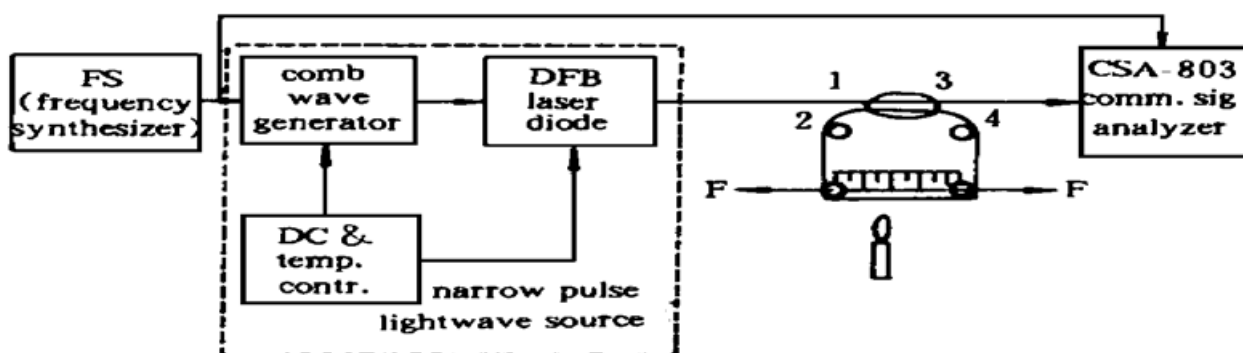 FS
(frequency
synthesizer)
comb
wave
generator
DFB
laser
diode
1
3
2
4
CSA-803
comm. sig
analyzer
F
F
DC &
temp.
contr.
narrow pulse
lightwave source